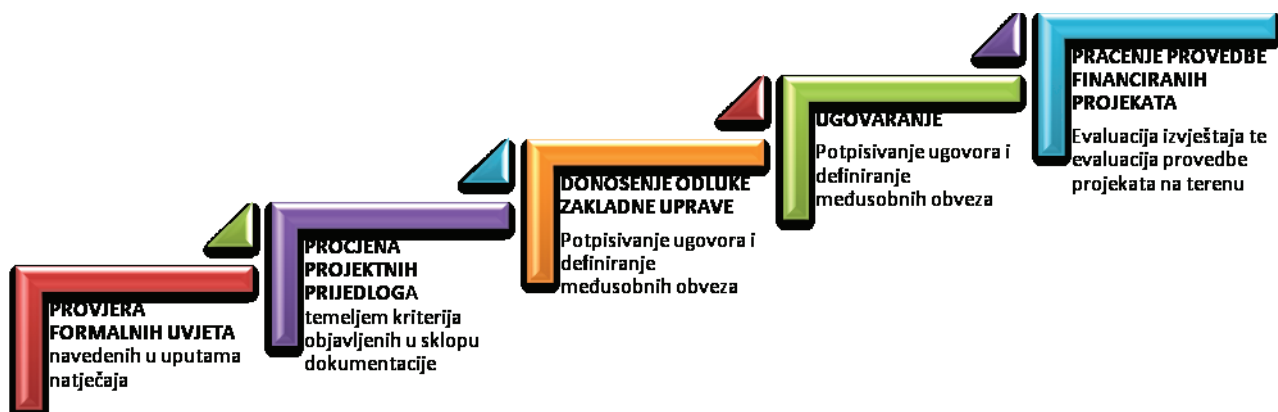 PROVJERA
FORMALNIH UVJETA
navedenih u uputama
natječaja
PROCJENA
PROJEKTNIH
PRIJEDLOGA
temeljem kriterija
objavljenih u sklopu
dokumentacije
DONOŠENJE ODLUKE
ZAKLADNE UPRAVE
Potpisivanje ugovora i
definiranje
međusobnih obveza
UGOVARANJE
Potpisivanje ugovora i
definiranje
međusobnih obveza
PRAĆENJE PROVEDBE
FINANCIRANIH
PROJEKATA
Evaluacija izvještaja te
evaluacija provedbe
projekata na terenu